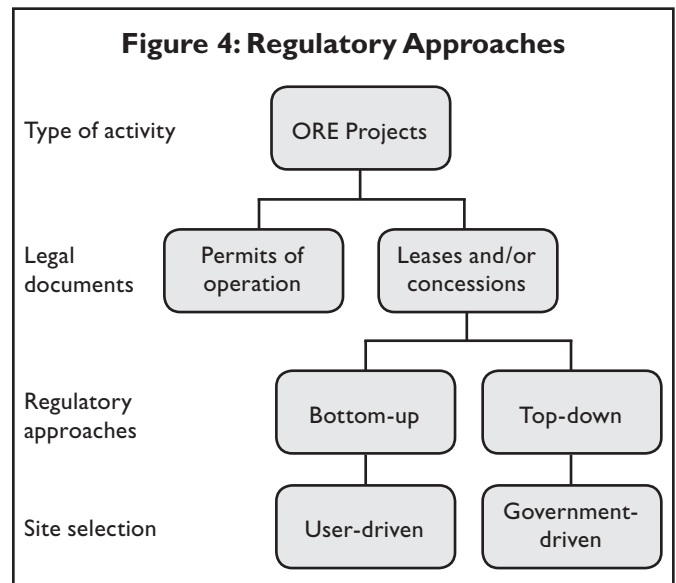 Figure 4: Regulatory Approaches
Type of activity
ORE Projects
Legal
documents
Permits of
operation
Leases and/or
concessions
Regulatory
approaches
Bottom-up
Top-down
Site selection
User-driven
Government-
driven